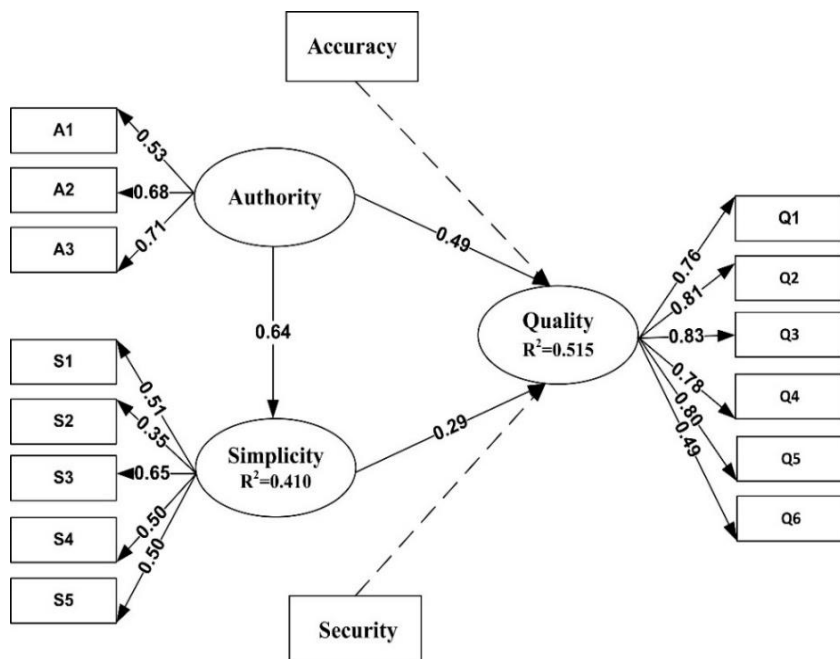 Accuracy
A1
A2
A3
0.53
0.68
0.71
Authority
0.49
0.64
Quality
R²=0.515
Q1
Q2
Q3
Q4
Q5
Q6
0.76
0.81
0.83
0.78
0.80
0.49
S1
S2
S3
S4
S5
0.51
0.35
0.65
0.50
0.50
Simplicity
R²=0.410
0.29
Security